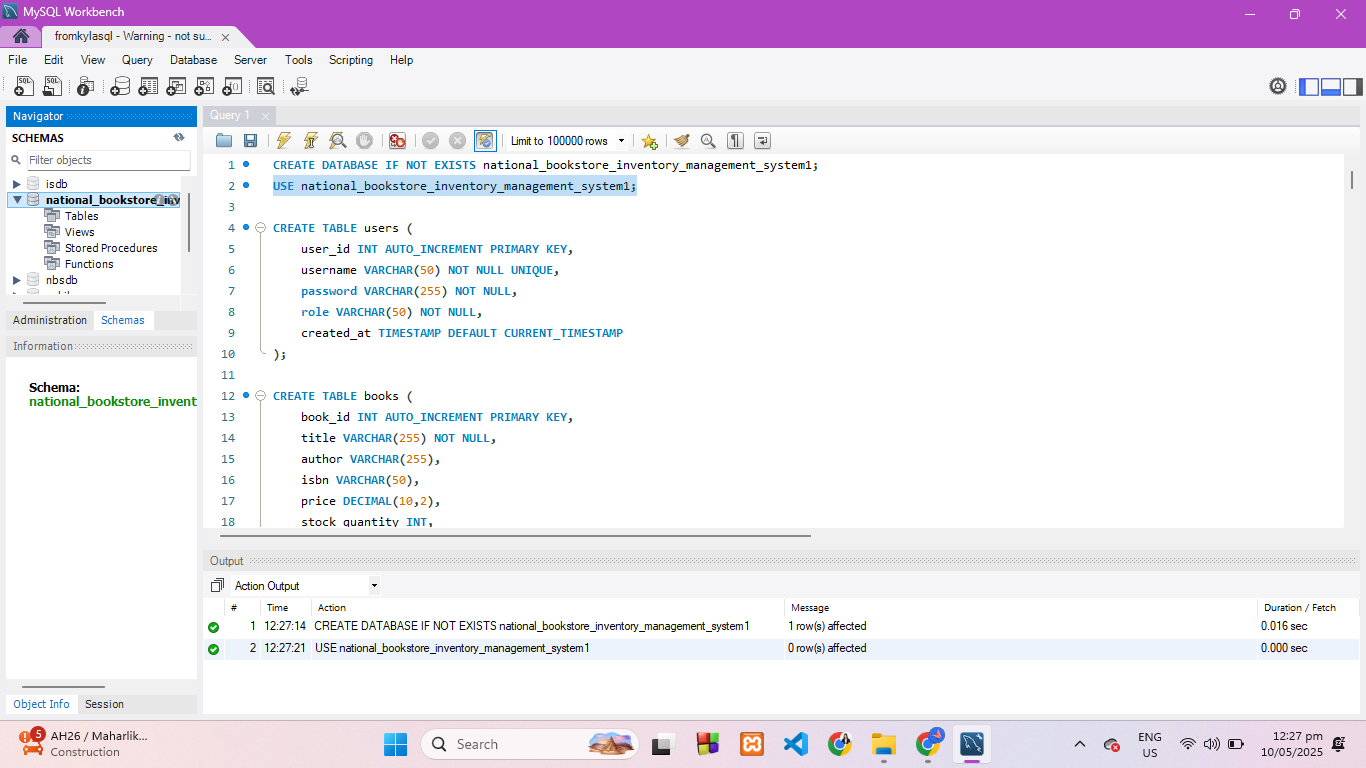 MySQL Workbench
fromkylasql - Warning - not su...
File Edit View Query Database Server Tools Scripting Help
Navigator
SCHEMAS
Filter objects
isdb
national_bookstore_inv
Tables
Views
Stored Procedures
Functions
nbsdb
Administration Schemas
Information
Schema:
national_bookstore_invent
Object Info Session
Query 1
Limit to 100000 rows
1 CREATE DATABASE IF NOT EXISTS national_bookstore_inventory_management_system1;
2 USE national_bookstore_inventory_management_system1;
3
4 CREATE TABLE users (
5 user_id INT AUTO_INCREMENT PRIMARY KEY,
6 username VARCHAR(50) NOT NULL UNIQUE,
7 password VARCHAR(255) NOT NULL,
8 role VARCHAR(50) NOT NULL,
9 created_at TIMESTAMP DEFAULT CURRENT_TIMESTAMP
10 );
11
12 CREATE TABLE books (
13 book_id INT AUTO_INCREMENT PRIMARY KEY,
14 title VARCHAR(255) NOT NULL,
15 author VARCHAR(255),
16 isbn VARCHAR(50),
17 price DECIMAL(10,2),
18 stock_quantity INT,
Output
Action Output
# Time Action Message Duration / Fetch
1 12:27:14 CREATE DATABASE IF NOT EXISTS national_bookstore_inventory_management_system1 1 row(s) affected 0.016 sec
2 12:27:21 USE national_bookstore_inventory_management_system1 0 row(s) affected 0.000 sec
5
AH26 / Maharlik...
Construction
Search
ENG
US
12:27 pm
10/05/2025